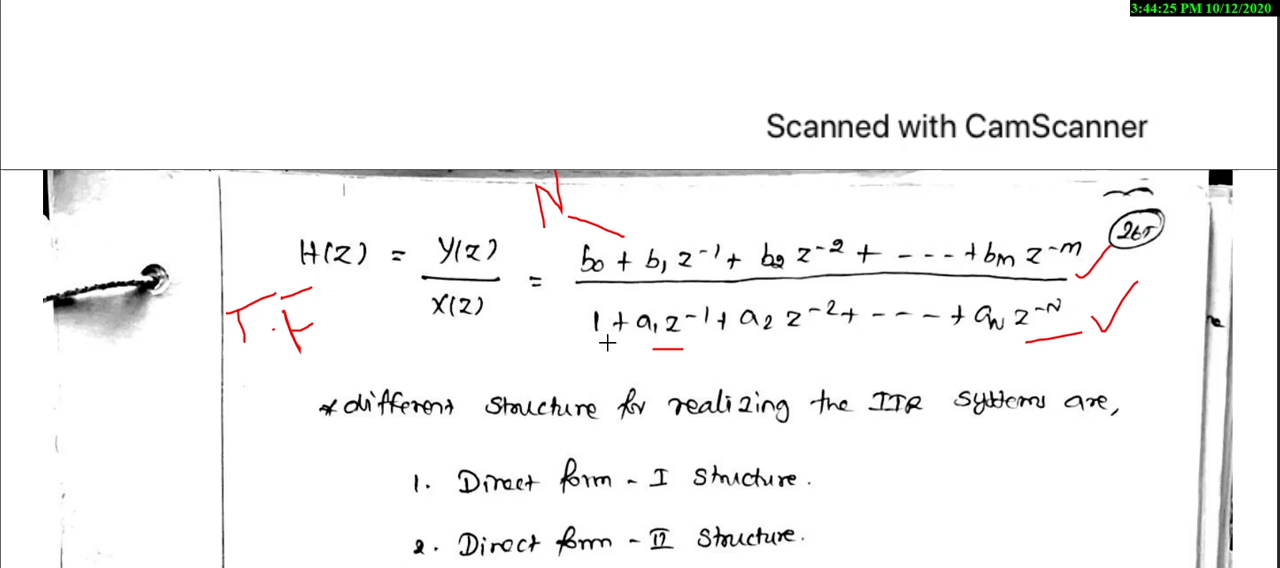 3:44:25 PM 10/12/2020
Scanned with CamScanner
N
H(z) = Y(z)/X(z) = (b0 + b1 z^-1 + b2 z^-2 + ---- + bm z^-m) / (1 + a1 z^-1 + a2 z^-2 + ---- + aN z^-N)
T.F
* different structure for realizing the IIR systems are,
1. Direct form - I structure.
2. Direct form - II structure.